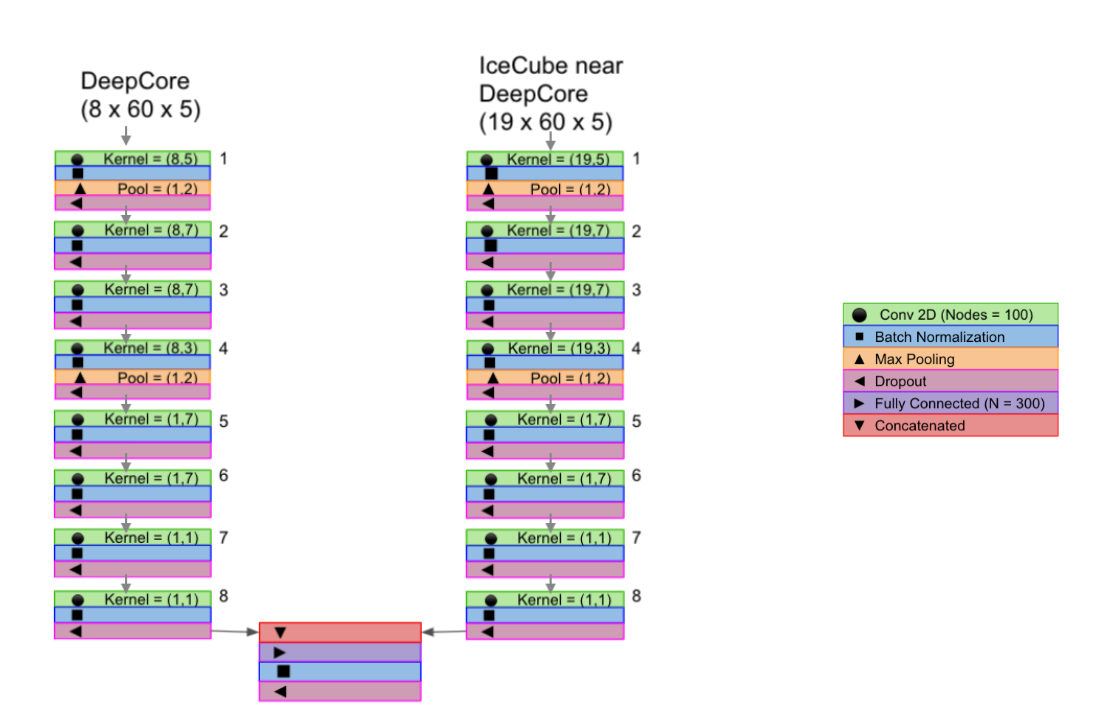 DeepCore
(8 x 60 x 5)
Kernel = (8,5) 1
Pool = (1,2)
Kernel = (8,7) 2
Kernel = (8,7) 3
Kernel = (8,3) 4
Pool = (1,2)
Kernel = (1,7) 5
Kernel = (1,7) 6
Kernel = (1,1) 7
Kernel = (1,1) 8
IceCube near
DeepCore
(19 x 60 x 5)
Kernel = (19,5) 1
Pool = (1,2)
Kernel = (19,7) 2
Kernel = (19,7) 3
Kernel = (19,3) 4
Pool = (1,2)
Kernel = (1,7) 5
Kernel = (1,7) 6
Kernel = (1,1) 7
Kernel = (1,1) 8
Conv 2D (Nodes = 100)
Batch Normalization
Max Pooling
Dropout
Fully Connected (N = 300)
Concatenated